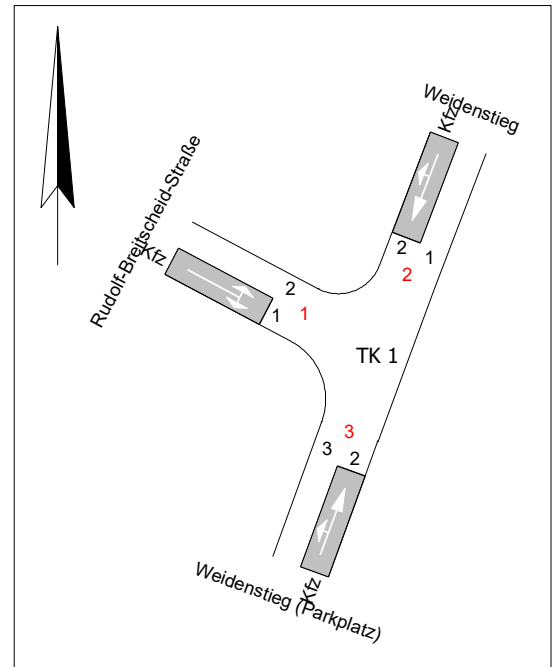 Weidenstieg
Kfz
Rudolf-Breitscheid-Straße
Kfz
2
1
2
2
1
1
TK 1
3
3
2
Kfz
Weidenstieg (Parkplatz)